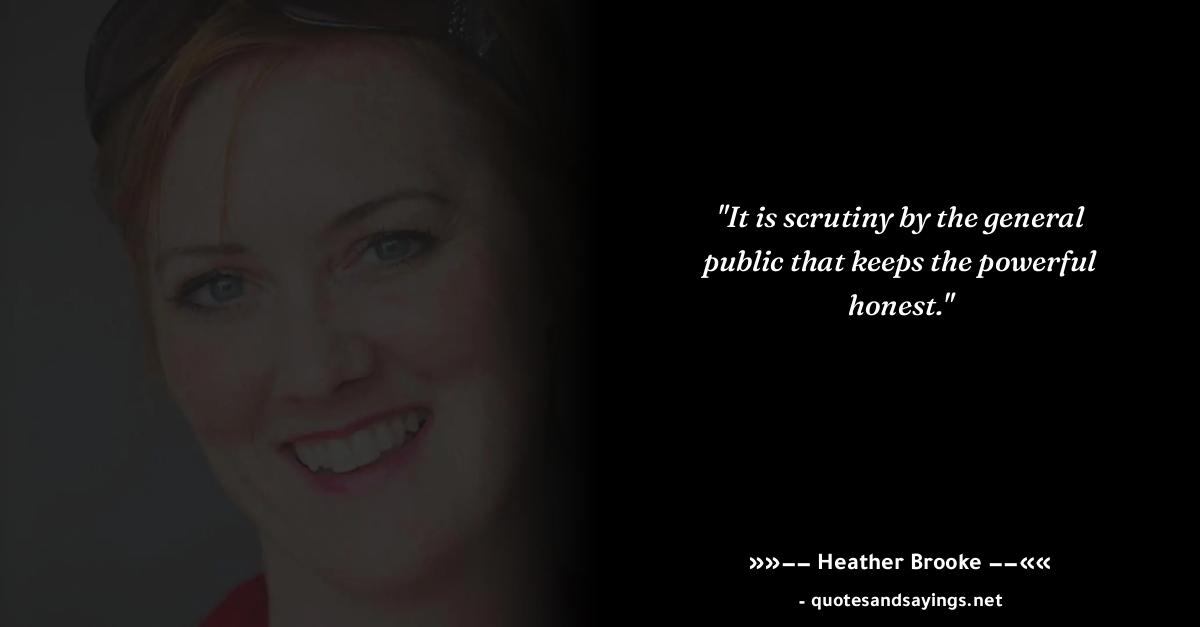 "It is scrutiny by the general
public that keeps the powerful
honest."
»»−− Heather Brooke −−««
- quotesandsayings.net